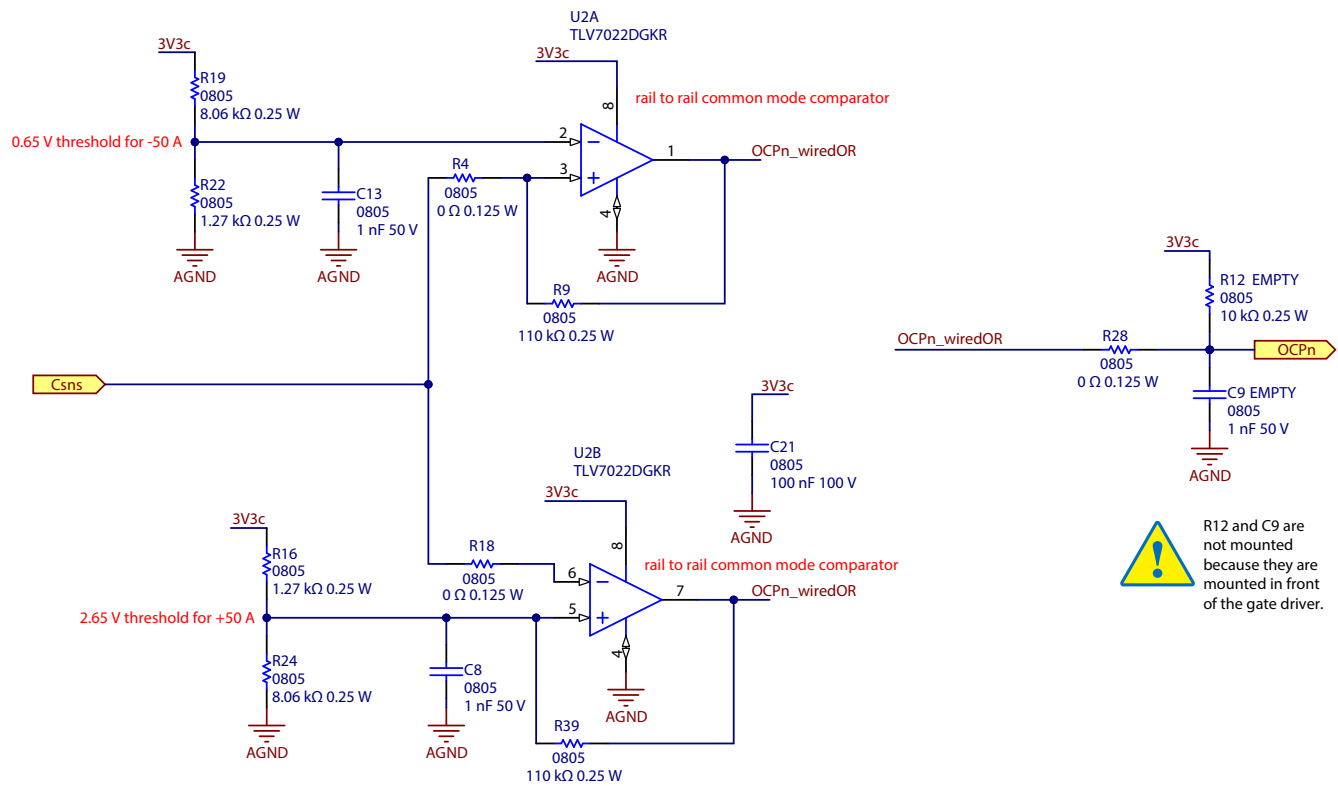 U2A
TLV7022DGKR
3V3c
3V3c
R19
0805
8.06 kΩ 0.25 W
8
rail to rail common mode comparator
0.65 V threshold for -50 A
2
1
OCPn_wiredOR
R4
0805
0 Ω 0.125 W
3
R22
0805
1.27 kΩ 0.25 W
C13
0805
1 nF 50 V
4
AGND
AGND
AGND
R9
0805
110 kΩ 0.25 W
3V3c
R12 EMPTY
0805
10 kΩ 0.25 W
OCPn_wiredOR
R28
0805
0 Ω 0.125 W
OCPn
C9 EMPTY
0805
1 nF 50 V
AGND
Csns
3V3c
C21
0805
100 nF 100 V
AGND
U2B
TLV7022DGKR
3V3c
3V3c
R16
0805
1.27 kΩ 0.25 W
R18
0805
0 Ω 0.125 W
8
rail to rail common mode comparator
6
7
OCPn_wiredOR
2.65 V threshold for +50 A
5
R24
0805
8.06 kΩ 0.25 W
C8
0805
1 nF 50 V
4
AGND
AGND
AGND
R39
0805
110 kΩ 0.25 W
R12 and C9 are
not mounted
because they are
mounted in front
of the gate driver.